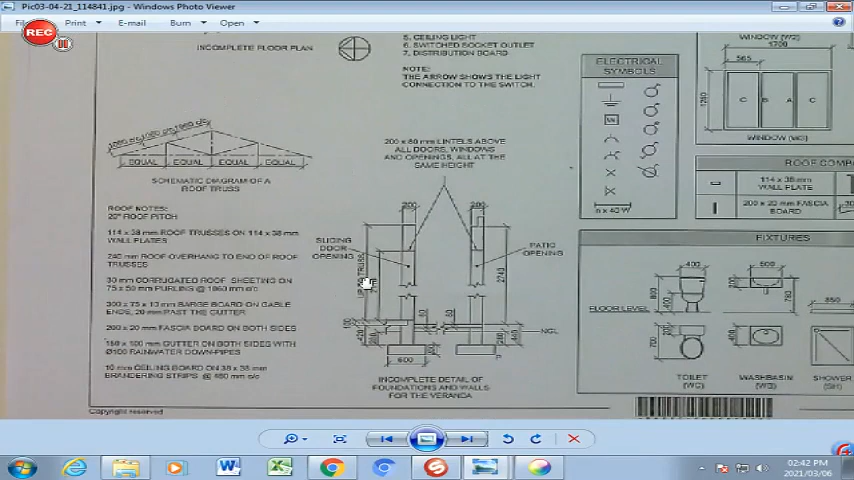 Pic03-04-21_114841.jpg - Windows Photo Viewer
Print
E-mail
Burn
Open
REC
INCOMPLETE FLOOR PLAN
5. CEILING LIGHT
6. SWITCHED SOCKET OUTLET
7. DISTRIBUTION BOARD
NOTE:
THE ARROW SHOWS THE LIGHT
CONNECTION TO THE SWITCH.
ELECTRICAL
SYMBOLS
n x 40 W
WINDOW (W2)
1700
565
C B A C
WINDOW (W3)
1060 c/c 1060 c/c 1060 c/c
EQUAL EQUAL EQUAL EQUAL
SCHEMATIC DIAGRAM OF A
ROOF TRUSS
200 x 80 mm LINTELS ABOVE
ALL DOORS, WINDOWS
AND OPENINGS, ALL AT THE
SAME HEIGHT
ROOF NOTES:
20° ROOF PITCH
114 x 38 mm ROOF TRUSSES ON 114 x 38 mm
WALL PLATES
240 mm ROOF OVERHANG TO END OF ROOF
TRUSSES
30 mm CORRUGATED ROOF SHEETING ON
75 x 50 mm PURLINS @ 1060 mm c/c
300 x 75 x 13 mm BARGE BOARD ON GABLE
ENDS, 20 mm PAST THE GUTTER
200 x 20 mm FASCIA BOARD ON BOTH SIDES
150 x 100 mm GUTTER ON BOTH SIDES WITH
Ø100 RAINWATER DOWN-PIPES
10 mm CEILING BOARD ON 38 x 38 mm
BRANDERING STRIPS @ 450 mm c/c
200
200
SLIDING
DOOR
OPENING
PATIO
OPENING
2740
NGL
600
INCOMPLETE DETAIL OF
FOUNDATIONS AND WALLS
FOR THE VERANDA
114 x 38 mm
WALL PLATE
200 x 20 mm
FASCIA
BOARD
FIXTURES
400
500
FLOOR LEVEL
700
TOILET
(WC)
WASHBASIN
(WB)
SHOWER
(SH)
Copyright reserved
02:42 PM
2021/03/06